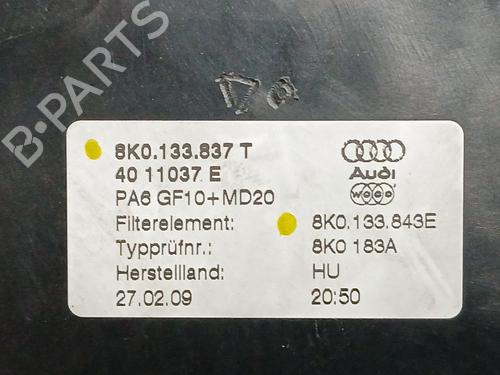 B-PARTS
8K0.133.837 T
40 11037 E
Audi
PA6 GF10+MD20
WOCO
Filterelement: 8K0.133.843E
Typprüfnr.: 8K0 183A
Herstellland: HU
27.02.09 20:50